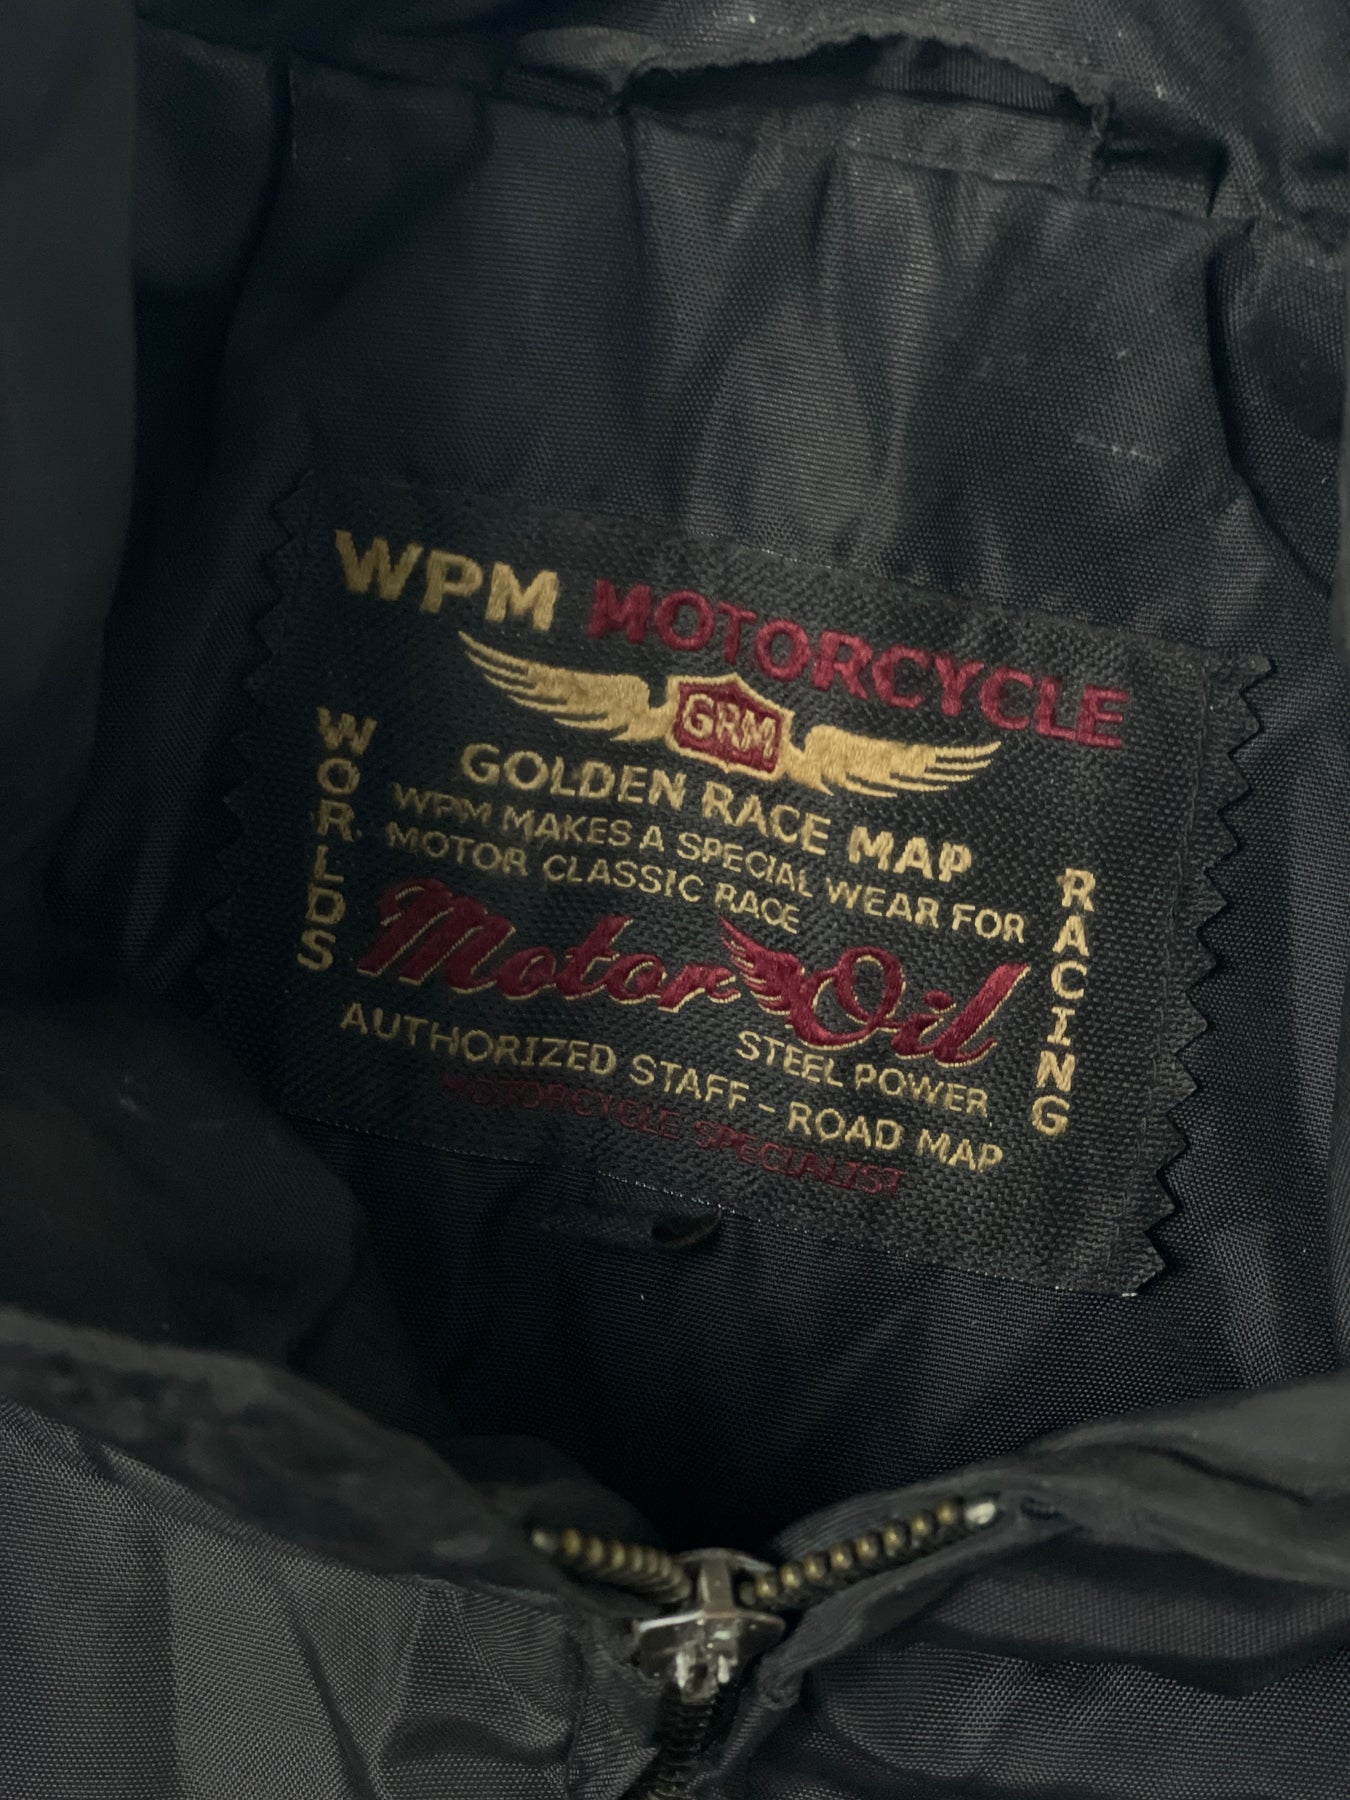 WPM MOTORCYCLE
GRM
GOLDEN RACE MAP
WPM MAKES A SPECIAL WEAR FOR
MOTOR CLASSIC RACE
WORLDS
RACING
Motor Oil
STEEL POWER
AUTHORIZED STAFF - ROAD MAP
MOTORCYCLE SPECIALIST